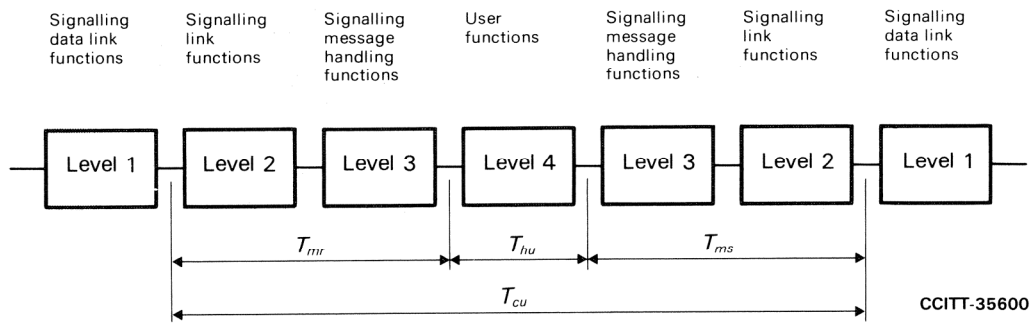 Signalling
data link
functions
Signalling
link
functions
Signalling
message
handling
functions
User
functions
Signalling
message
handling
functions
Signalling
link
functions
Signalling
data link
functions
Level 1
Level 2
Level 3
Level 4
Level 3
Level 2
Level 1
Tmr
Thu
Tms
Tcu
CCITT-35600